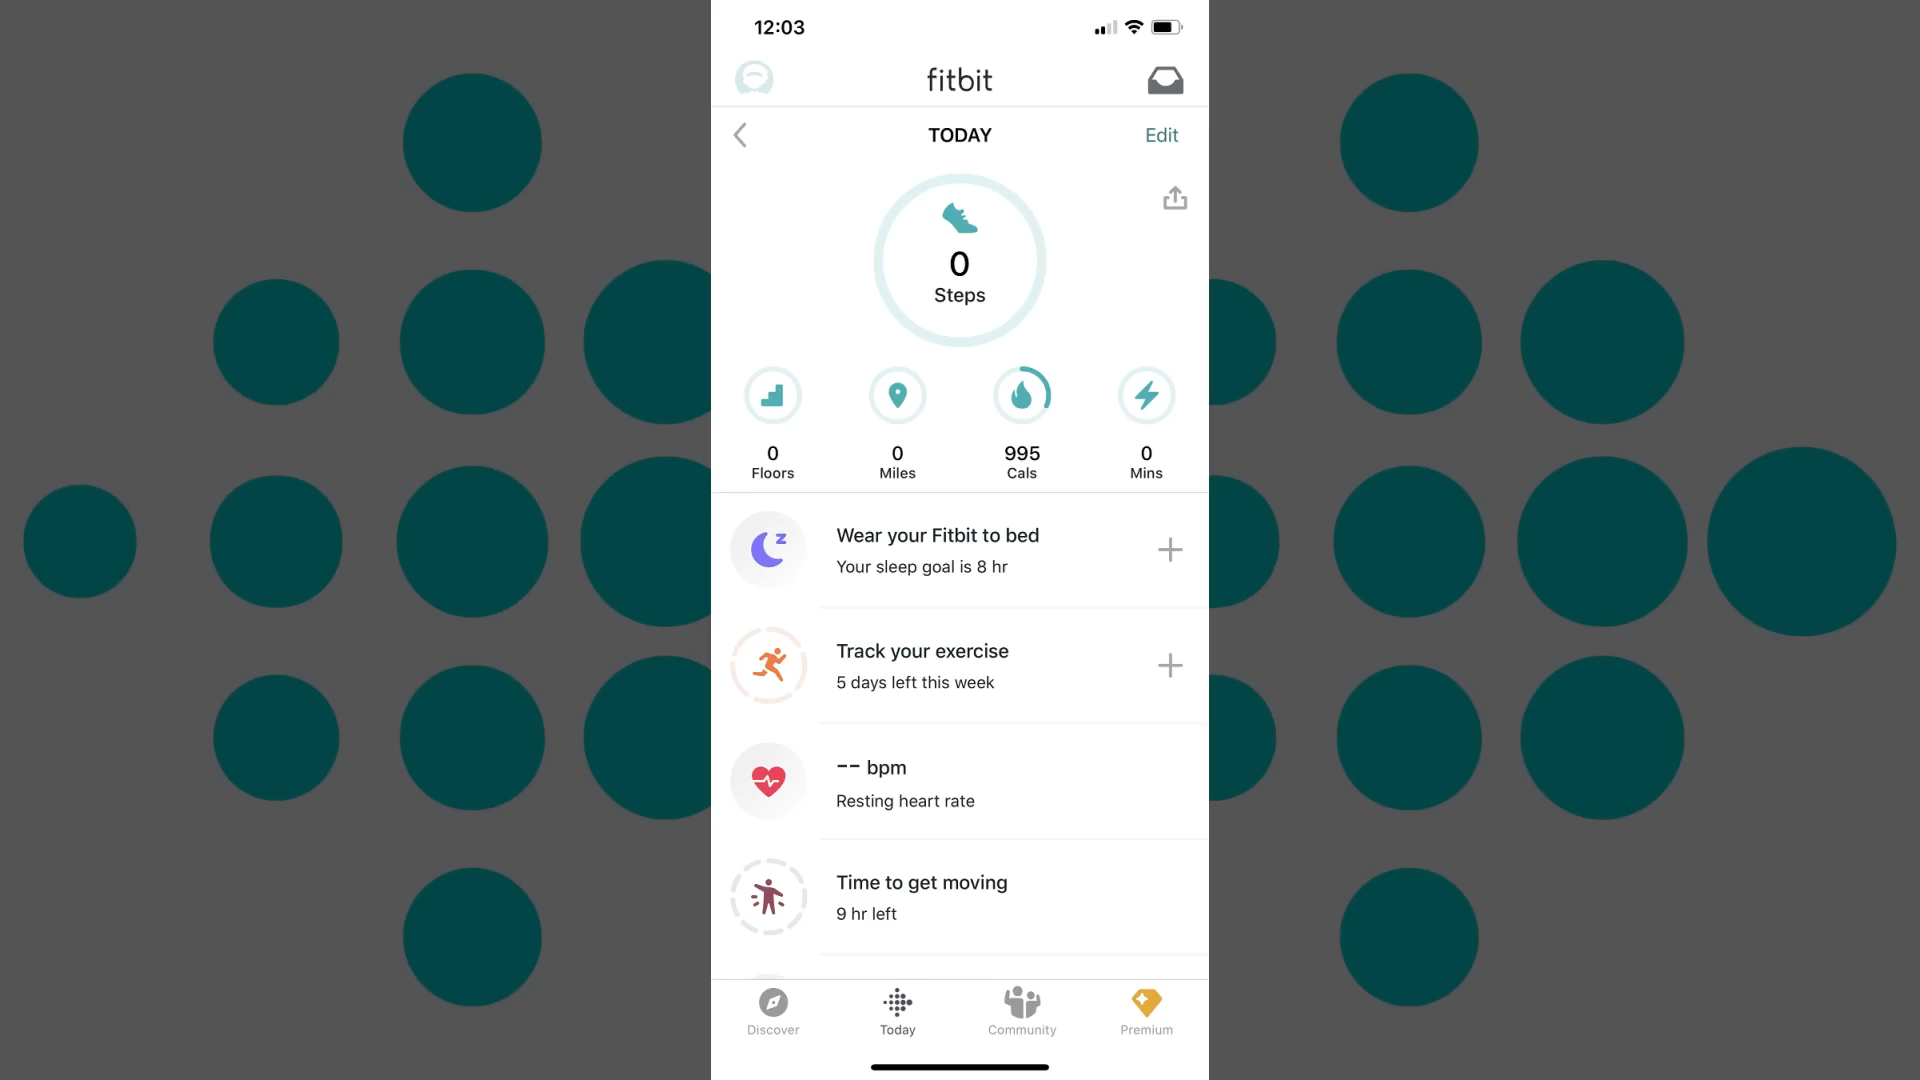 12:03
fitbit
TODAY
Edit
0
Steps
0
Floors
0
Miles
995
Cals
0
Mins
Wear your Fitbit to bed
Your sleep goal is 8 hr
Track your exercise
5 days left this week
-- bpm
Resting heart rate
Time to get moving
9 hr left
Discover
Today
Community
Premium